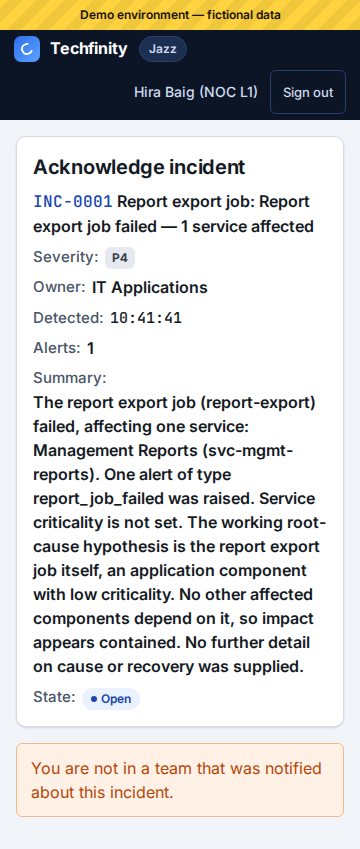 Demo environment — fictional data
Techfinity Jazz
Hira Baig (NOC L1) Sign out
Acknowledge incident
INC-0001 Report export job: Report
export job failed — 1 service affected
Severity: P4
Owner: IT Applications
Detected: 10:41:41
Alerts: 1
Summary:
The report export job (report-export)
failed, affecting one service:
Management Reports (svc-mgmt-
reports). One alert of type
report_job_failed was raised. Service
criticality is not set. The working root-
cause hypothesis is the report export
job itself, an application component
with low criticality. No other affected
components depend on it, so impact
appears contained. No further detail
on cause or recovery was supplied.
State: Open
You are not in a team that was notified
about this incident.